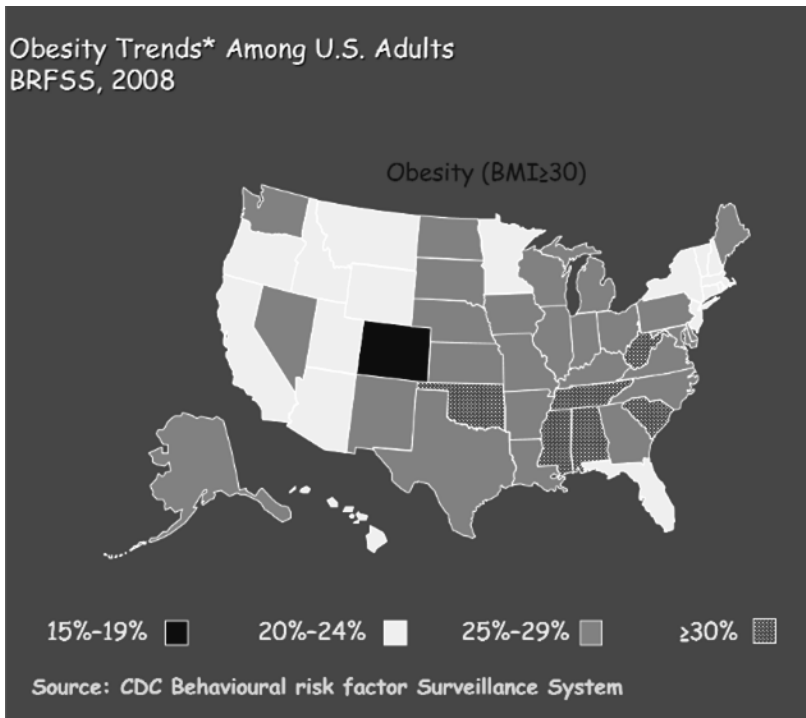 Obesity Trends* Among U.S. Adults
BRFSS, 2008
Obesity (BMI≥30)
15%-19% 20%-24% 25%-29% ≥30%
Source: CDC Behavioural risk factor Surveillance System